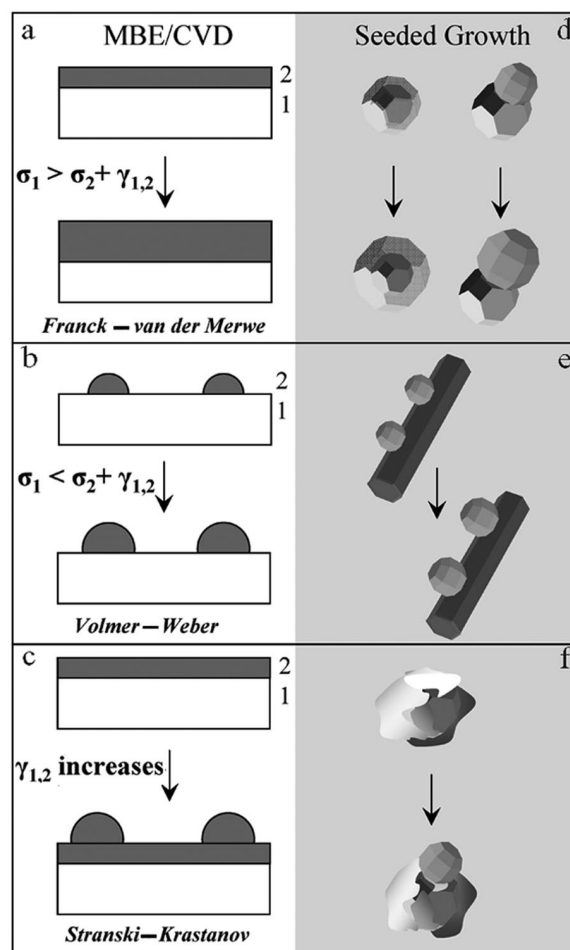 a
MBE/CVD
Seeded Growth
d
2
1
σ₁ > σ₂+ γ₁,₂
Franck – van der Merwe
b
e
2
1
σ₁ < σ₂+ γ₁,₂
Volmer – Weber
c
f
2
1
γ₁,₂ increases
Stranski – Krastanov